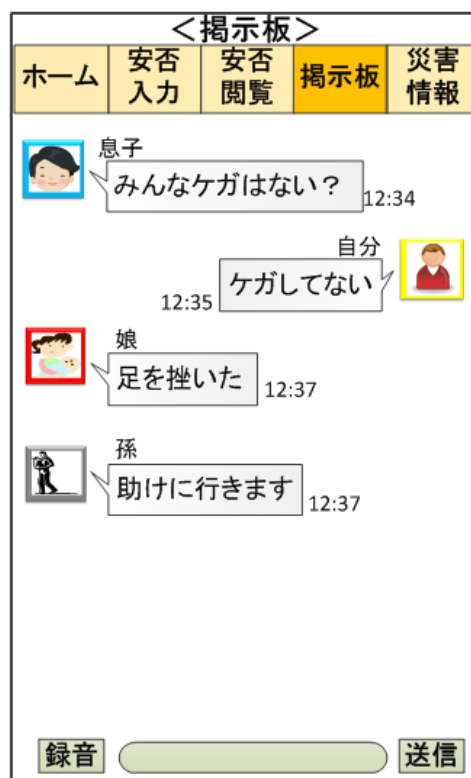 ＜掲示板＞
ホーム
安否
入力
安否
閲覧
掲示板
災害
情報
息子
みんなケガはない？
12:34
自分
ケガしてない
12:35
娘
足を挫いた
12:37
孫
助けに行きます
12:37
録音
送信